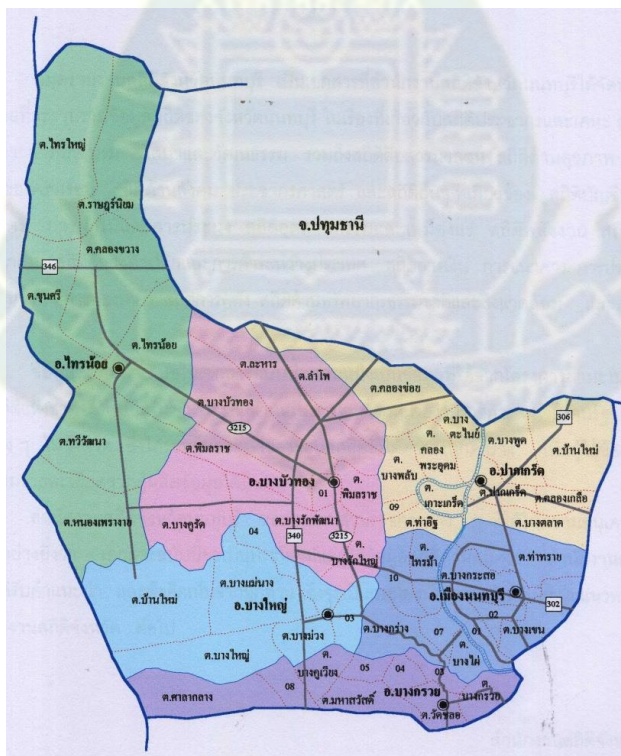 ต.ไทรใหญ่
ต.ราษฎร์นิยม
จ.ปทุมธานี
ต.คลองขวาง
346
ต.ขุนศรี
ต.ไทรน้อย
อ.ไทรน้อย
ต.ละหาร
ต.ลำโพ
ต.คลองข่อย
ต.บางบัวทอง
ต.บาง
ตะไนย์
306
ต.บางพูด
ต.บ้านใหม่
ต.
คลอง
พระอุดม
3215
ต.ทวีวัฒนา
ต.พิมลราช
ต.
บางพลับ
อ.ปากเกร็ด
ต.ปากเกร็ด
ต.คลองเกลือ
อ.บางบัวทอง
01
ต.
พิมลราช
ต.
เกาะเกร็ด
09
ต.ท่าอิฐ
ต.บางตลาด
ต.หนองเพรางาย
ต.บางคูรัด
04
ต.บางรักพัฒนา
340
3215
ต.
บางรักใหญ่
ต.
ไทรม้า
ต.ท่าทราย
10
ต.บางกระสอ
ต.บ้านใหม่
ต.บางแม่นาง
อ.เมืองนนทบุรี
302
อ.บางใหญ่
03
02
01
ต.บางเขน
ต.บางม่วง
ต.บางกร่าง
07
ต.
บางไผ่
ต.บางใหญ่
ต.
บางคูเวียง
05
04
03
08
ต.ศาลากลาง
ต.มหาสวัสดิ์
อ.บางกรวย
ต.
บางกรวย
ต.วัดชลอ